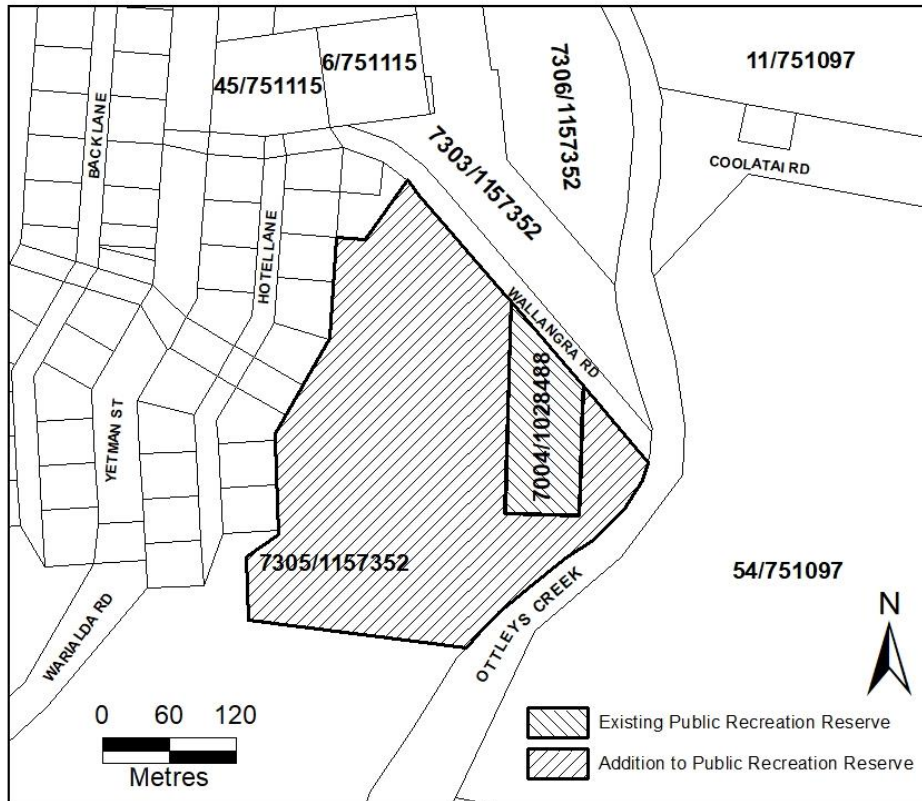 6/751115
45/751115
7306/1157352
11/751097
BACK LANE
7303/1157352
COOLATAI RD
HOTEL LANE
WALLANGRA RD
7004/1028488
YETMAN ST
7305/1157352
54/751097
WARIALDA RD
OTTLEYS CREEK
N
0 60 120
Metres
Existing Public Recreation Reserve
Addition to Public Recreation Reserve